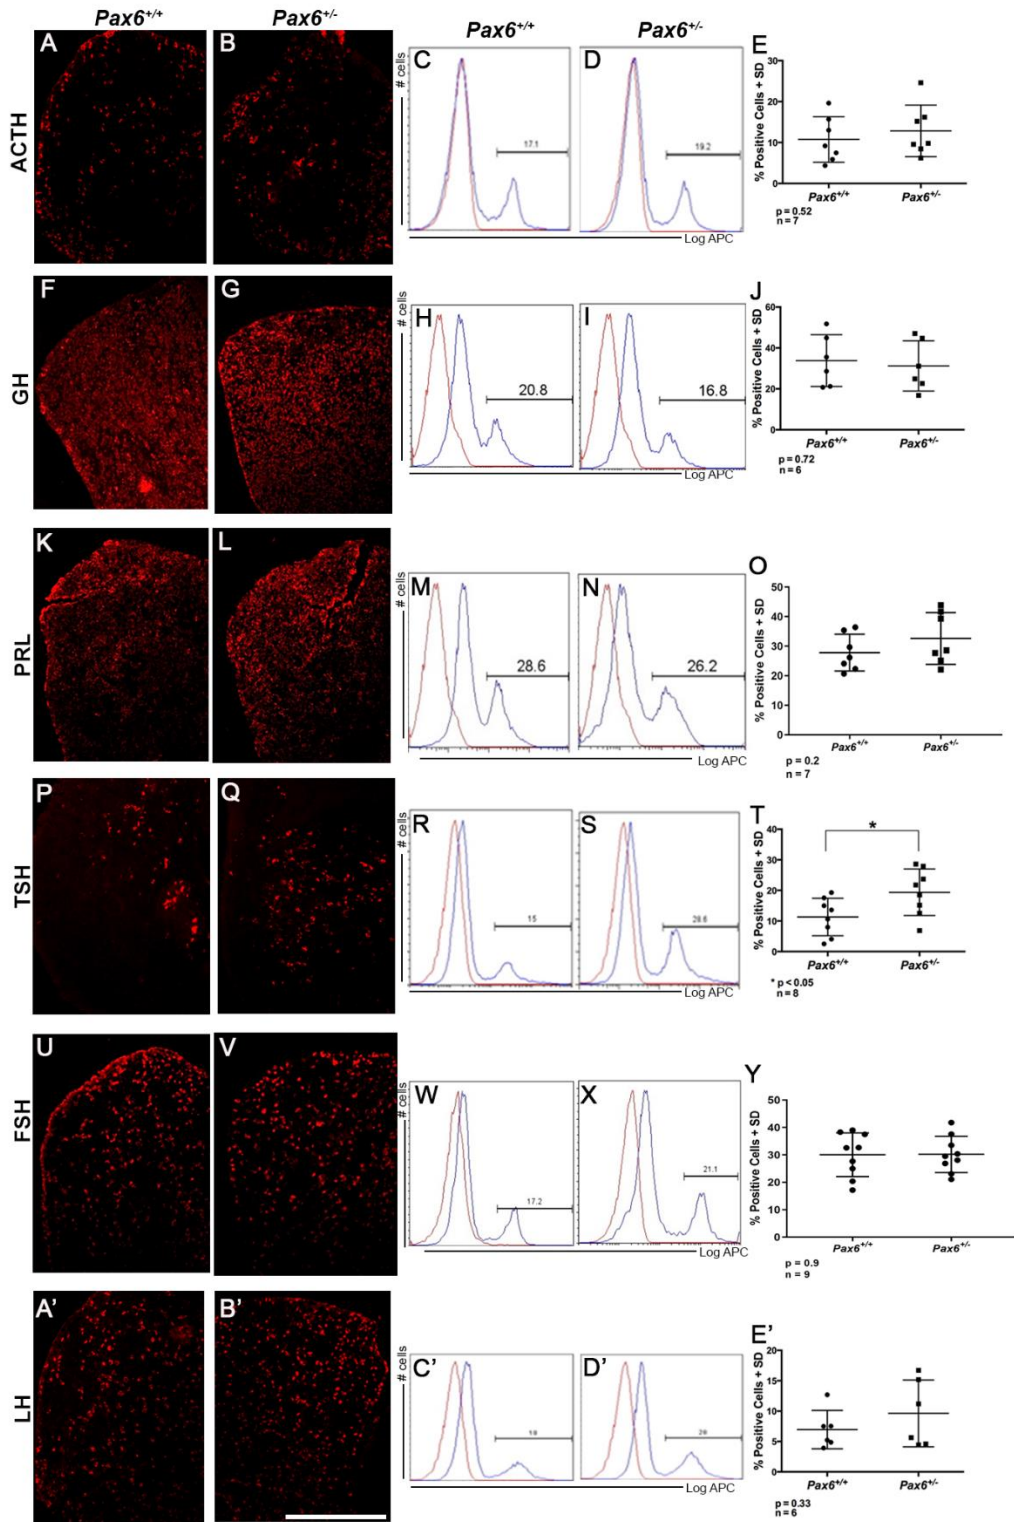 Pax6+/+ Pax6+/- Pax6+/+ Pax6+/-
ACTH
A B C D E
# cells
17.1
19.2
Log APC
% Positive Cells + SD
30
20
10
0
Pax6+/+ Pax6+/-
p = 0.52
n = 7
GH
F G H I J
# cells
20.8
16.8
Log APC
% Positive Cells + SD
60
40
20
0
Pax6+/+ Pax6+/-
p = 0.72
n = 6
PRL
K L M N O
# cells
28.6
26.2
Log APC
% Positive Cells + SD
50
40
30
20
10
0
Pax6+/+ Pax6+/-
p = 0.2
n = 7
TSH
P Q R S T
# cells
15
28.6
Log APC
% Positive Cells + SD
40
30
20
10
0
*
Pax6+/+ Pax6+/-
* p <0.05
n = 8
FSH
U V W X Y
# cells
17.2
21.1
Log APC
% Positive Cells + SD
50
40
30
20
10
0
Pax6+/+ Pax6+/-
p = 0.9
n = 9
LH
A’ B’ C’ D’ E’
# cells
Log APC
% Positive Cells + SD
20
15
10
5
0
Pax6+/+ Pax6+/-
p = 0.33
n = 6